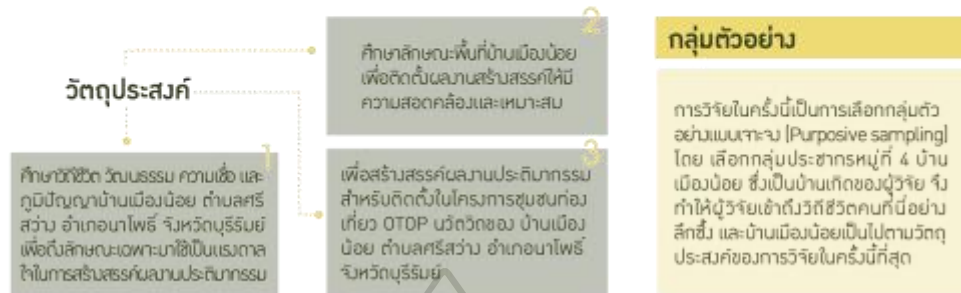 วัตถุประสงค์
1
ศึกษาวิถีชีวิต วัฒนธรรม ความเชื่อ และ
ภูมิปัญญาบ้านเมืองน้อย ตำบลศรี
สว่าง อำเภอนาโพธิ์ จังหวัดบุรีรัมย์
เพื่อดึงลักษณะเฉพาะมาใช้เป็นแรงดาล
ใจในการสร้างสรรค์ผลงานประติมากรรม
2
ศึกษาลักษณะพื้นที่บ้านเมืองน้อย
เพื่อติดตั้งผลงานสร้างสรรค์ให้มี
ความสอดคล้องและเหมาะสม
3
เพื่อสร้างสรรค์ผลงานประติมากรรม
สำหรับติดตั้งในโครงการชุมชนท่อง
เที่ยว OTOP นวัตวิถีของ บ้านเมือง
น้อย ตำบลศรีสว่าง อำเภอนาโพธิ์
จังหวัดบุรีรัมย์
กลุ่มตัวอย่าง
การวิจัยในครั้งนี้เป็นการเลือกกลุ่มตัว
อย่างแบบเจาะจง (Purposive sampling)
โดย เลือกกลุ่มประชากรหมู่ที่ 4 บ้าน
เมืองน้อย ซึ่งเป็นบ้านเกิดของผู้วิจัย จึง
ทำให้ผู้วิจัยเข้าถึงวิถีชีวิตคนที่นี่อย่าง
ลึกซึ้ง และบ้านเมืองน้อยเป็นไปตามวัตถุ
ประสงค์ของการวิจัยในครั้งนี้ที่สุด